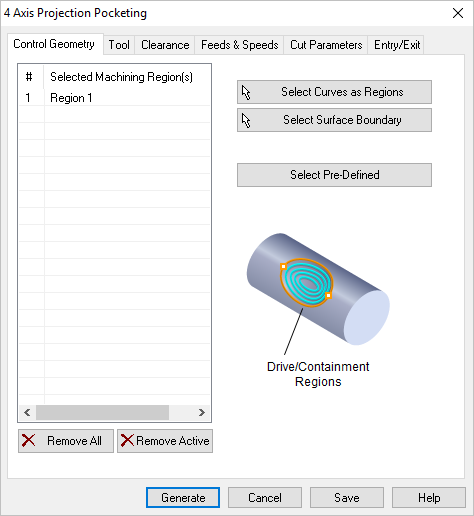 4 Axis Projection Pocketing
Control Geometry Tool Clearance Feeds & Speeds Cut Parameters Entry/Exit
# Selected Machining Region(s)
1 Region 1
Select Curves as Regions
Select Surface Boundary
Select Pre-Defined
Drive/Containment
Regions
Remove All Remove Active
Generate Cancel Save Help